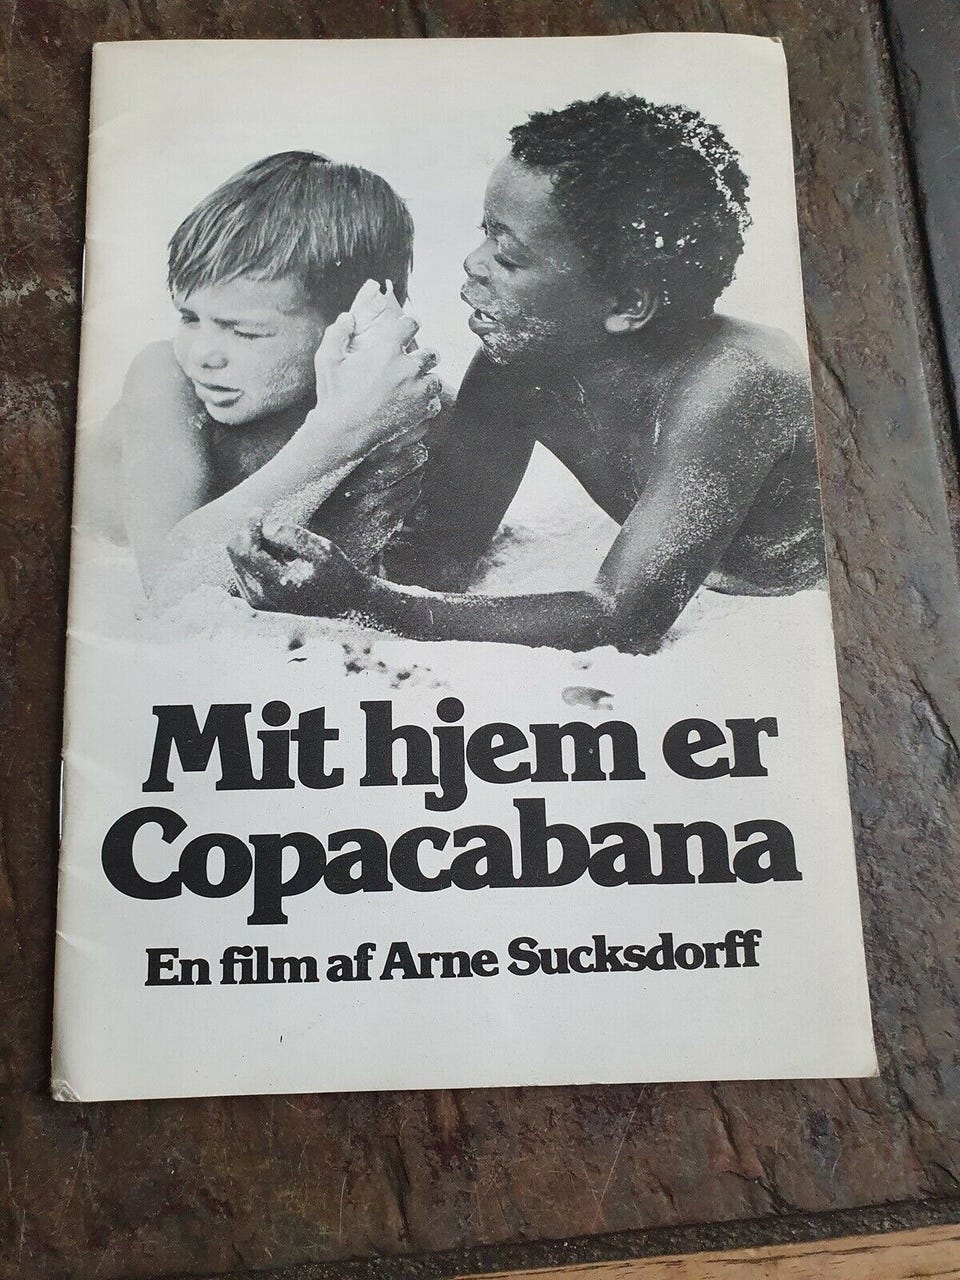 Mit hjem er
Copacabana
En film af Arne Sucksdorff